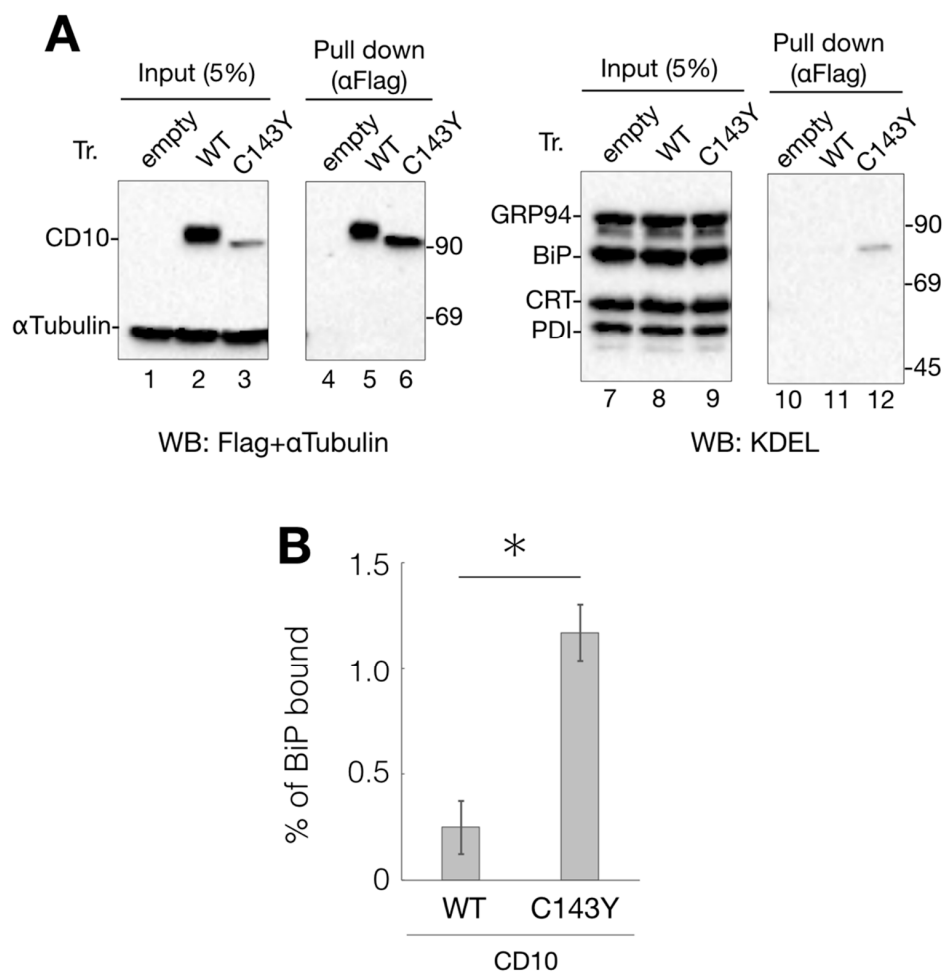 A
Input (5%)
Pull down
(αFlag)
Tr.
empty
WT
C143Y
empty
WT
C143Y
CD10
αTubulin
90
69
1 2 3 4 5 6
WB: Flag+αTubulin
Input (5%)
Pull down
(αFlag)
Tr.
empty
WT
C143Y
empty
WT
C143Y
GRP94
BiP
CRT
PDI
90
69
45
7 8 9 10 11 12
WB: KDEL
B
*
% of BiP bound
1.5
1.0
0.5
0
WT C143Y
CD10